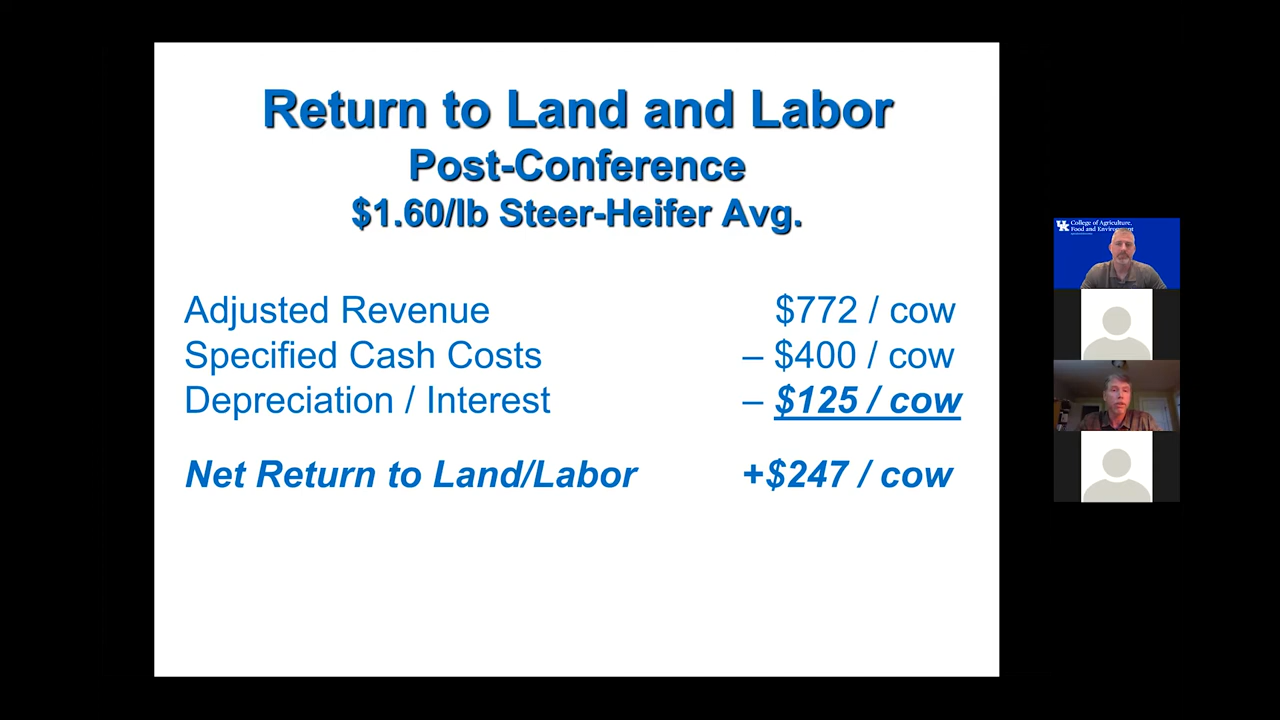 Return to Land and Labor
Post-Conference
$1.60/lb Steer-Heifer Avg.
Adjusted Revenue $772 / cow
Specified Cash Costs – $400 / cow
Depreciation / Interest – $125 / cow
Net Return to Land/Labor +$247 / cow
College of Agriculture,
Food and Environment